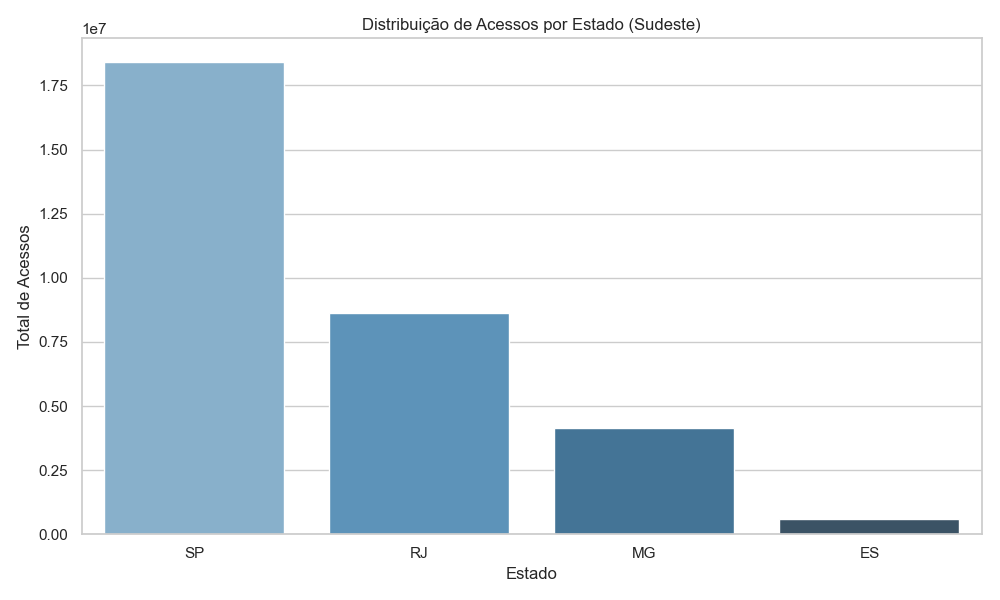 Distribuição de Acessos por Estado (Sudeste)
1e7
1.75
1.50
1.25
1.00
0.75
0.50
0.25
0.00
Total de Acessos
SP RJ MG ES
Estado